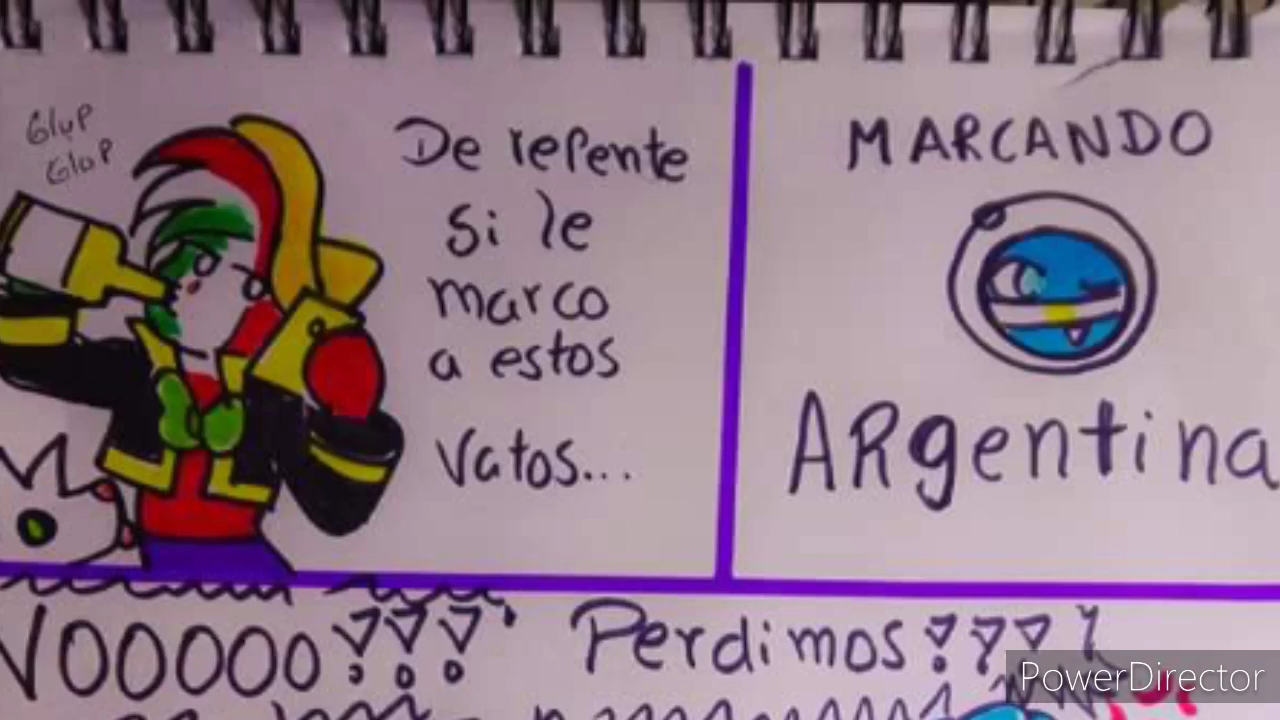 Glup
Glup
De repente
si le
marco
a estos
vatos...
MARCANDO
ARgentina
NOOOOO!!!
Perdimos!!!
PowerDirector